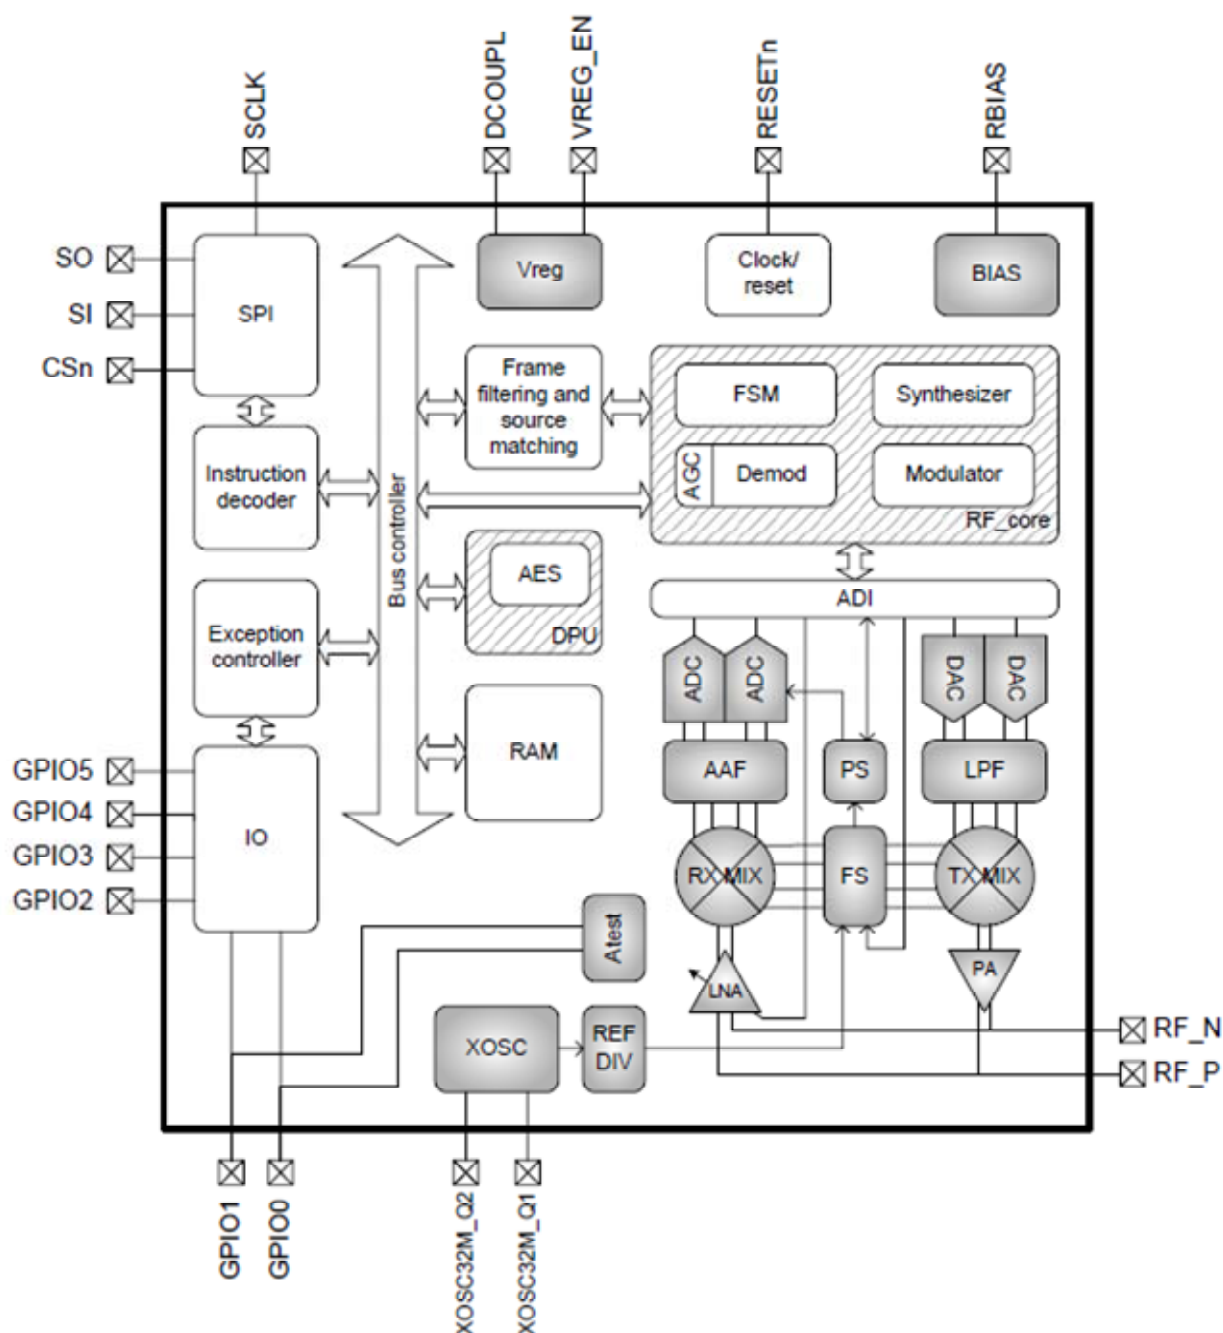 SCLK
DCOUPL
VREG_EN
RESETn
RBIAS
SO
SI
CSn
SPI
Vreg
Clock/
reset
BIAS
Frame
filtering and
source
matching
FSM
Synthesizer
AGC
Demod
Modulator
RF_core
Instruction
decoder
Bus controller
AES
DPU
ADI
Exception
controller
ADC
ADC
DAC
DAC
RAM
AAF
PS
LPF
GPIO5
GPIO4
GPIO3
GPIO2
IO
RX MIX
FS
TX MIX
Atest
LNA
PA
XOSC
REF
DIV
RF_N
RF_P
GPIO1
GPIO0
XOSC32M_Q2
XOSC32M_Q1